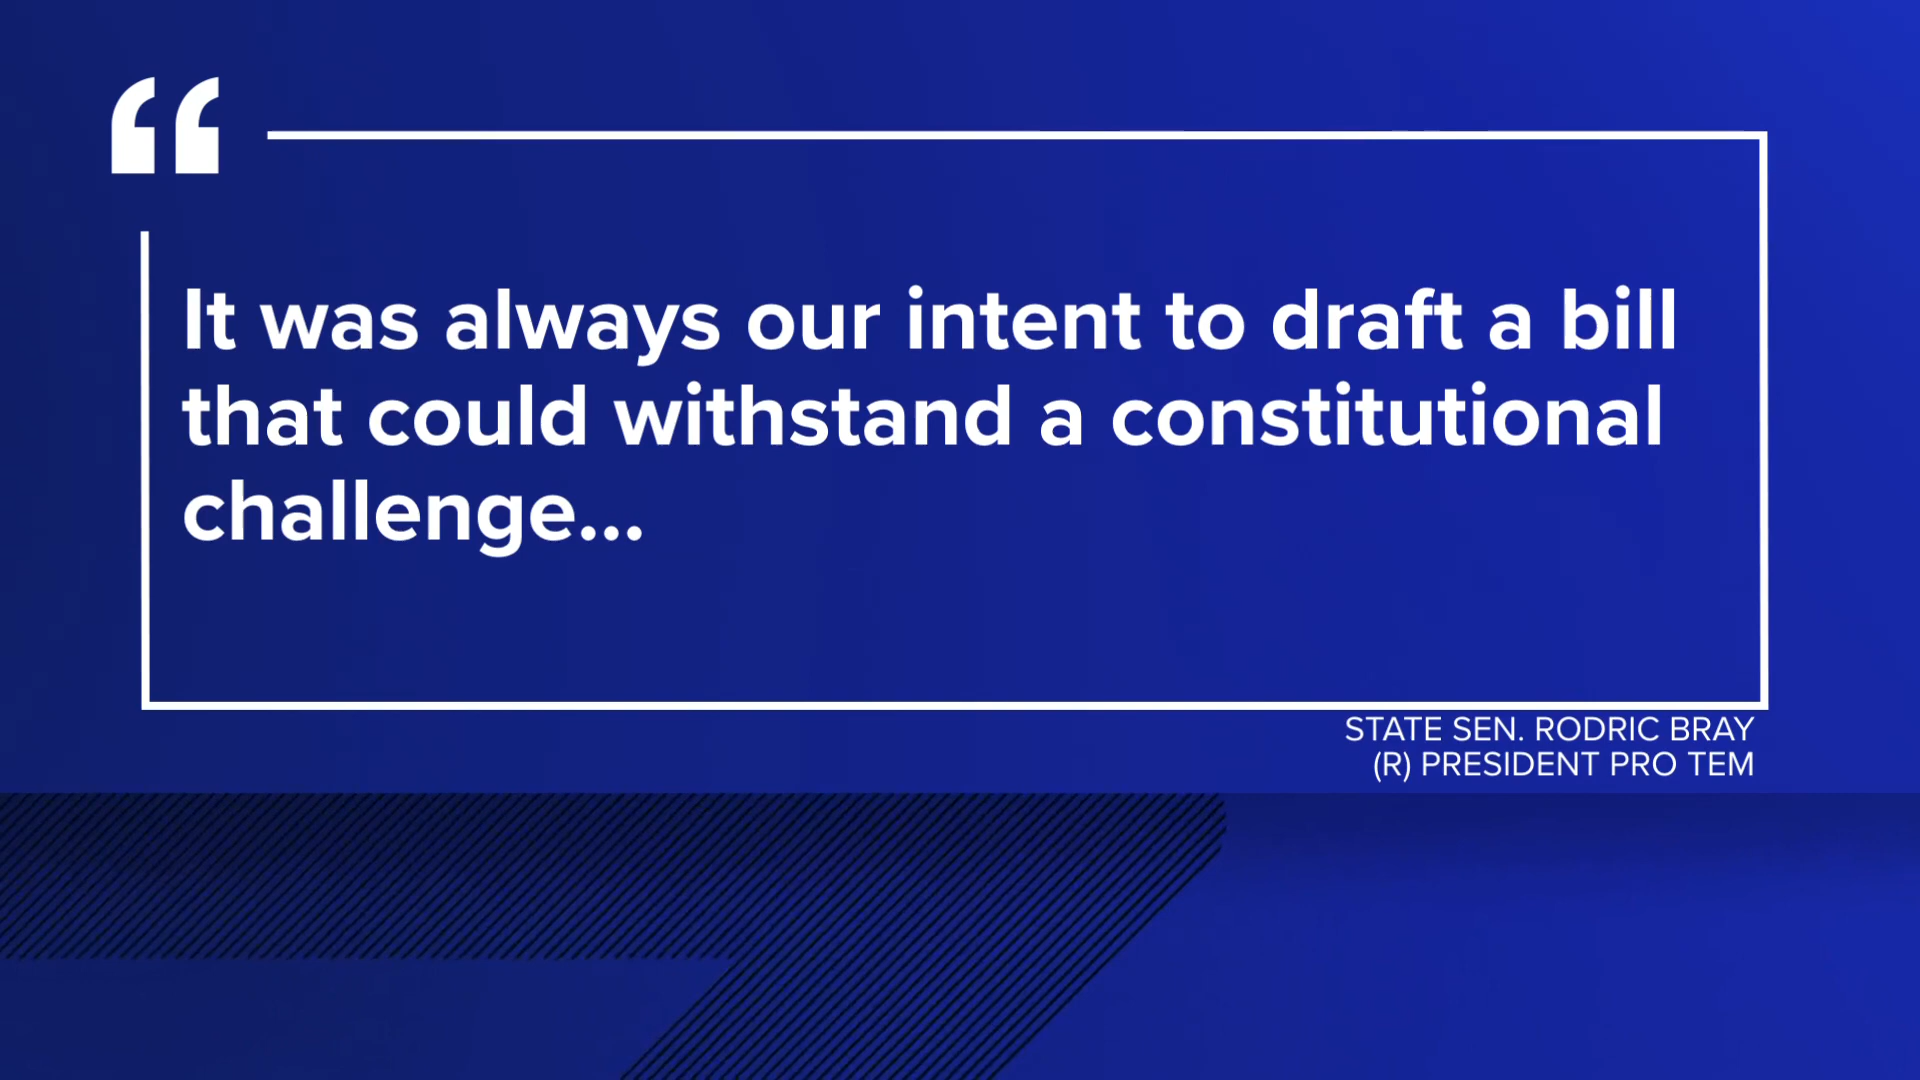 “
It was always our intent to draft a bill
that could withstand a constitutional
challenge...
STATE SEN. RODRIC BRAY
(R) PRESIDENT PRO TEM